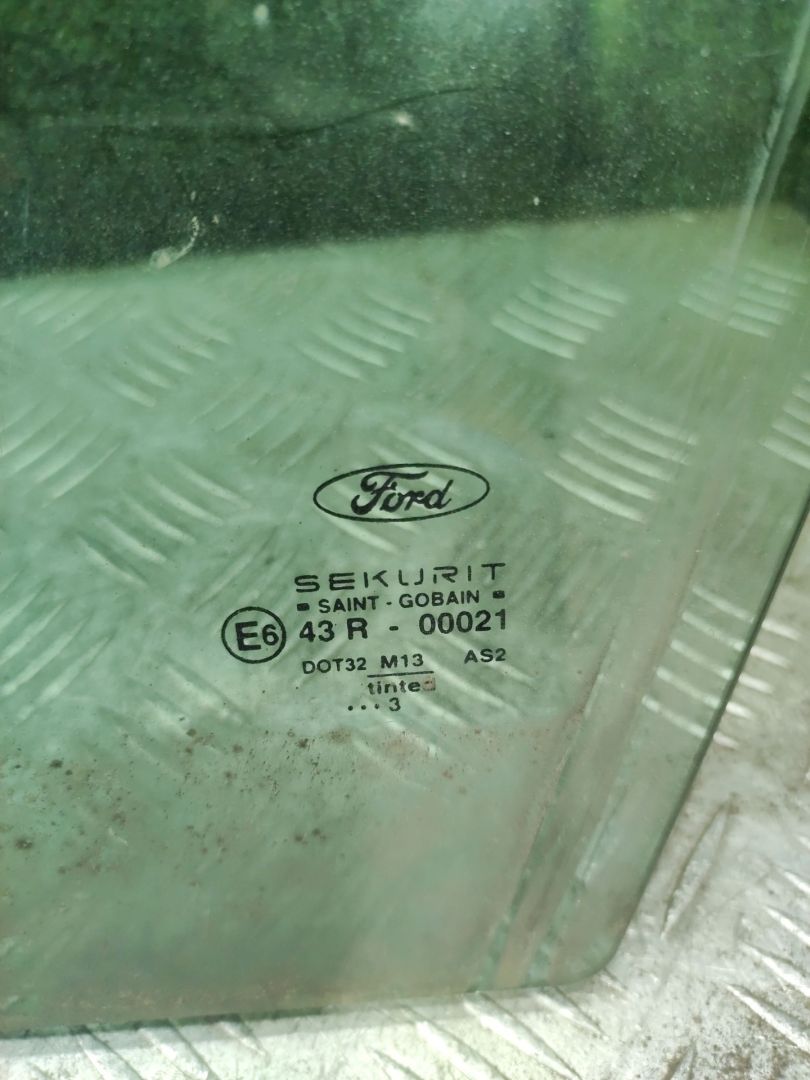 Ford
SEKURIT
SAINT - GOBAIN
E6 43 R - 00021
DOT32 M13 AS2
tinted
...3